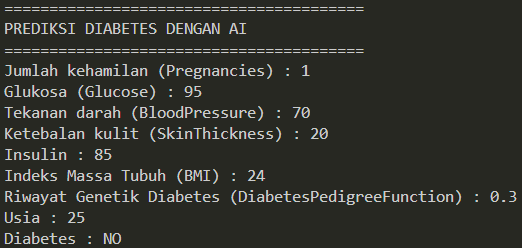 ========================================
PREDIKSI DIABETES DENGAN AI
========================================
Jumlah kehamilan (Pregnancies) : 1
Glukosa (Glucose) : 95
Tekanan darah (BloodPressure) : 70
Ketebalan kulit (SkinThickness) : 20
Insulin : 85
Indeks Massa Tubuh (BMI) : 24
Riwayat Genetik Diabetes (DiabetesPedigreeFunction) : 0.3
Usia : 25
Diabetes : NO